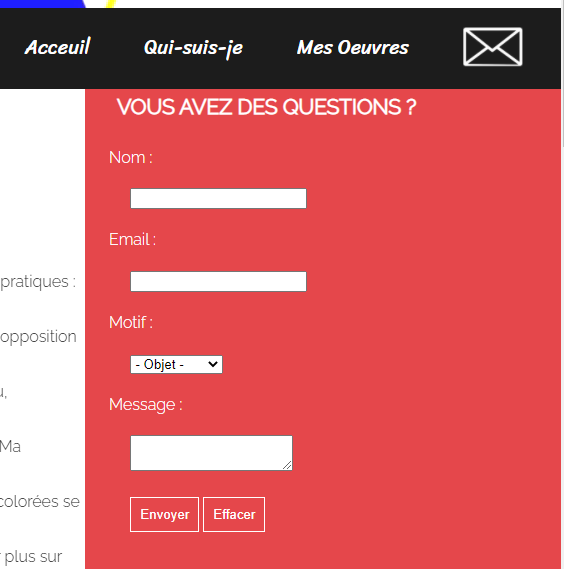 Acceuil Qui-suis-je Mes Oeuvres
VOUS AVEZ DES QUESTIONS ?
Nom :
Email :
Motif :
- Objet -
Message :
Envoyer Effacer
pratiques :
opposition
,
Ma
colorées se
plus sur